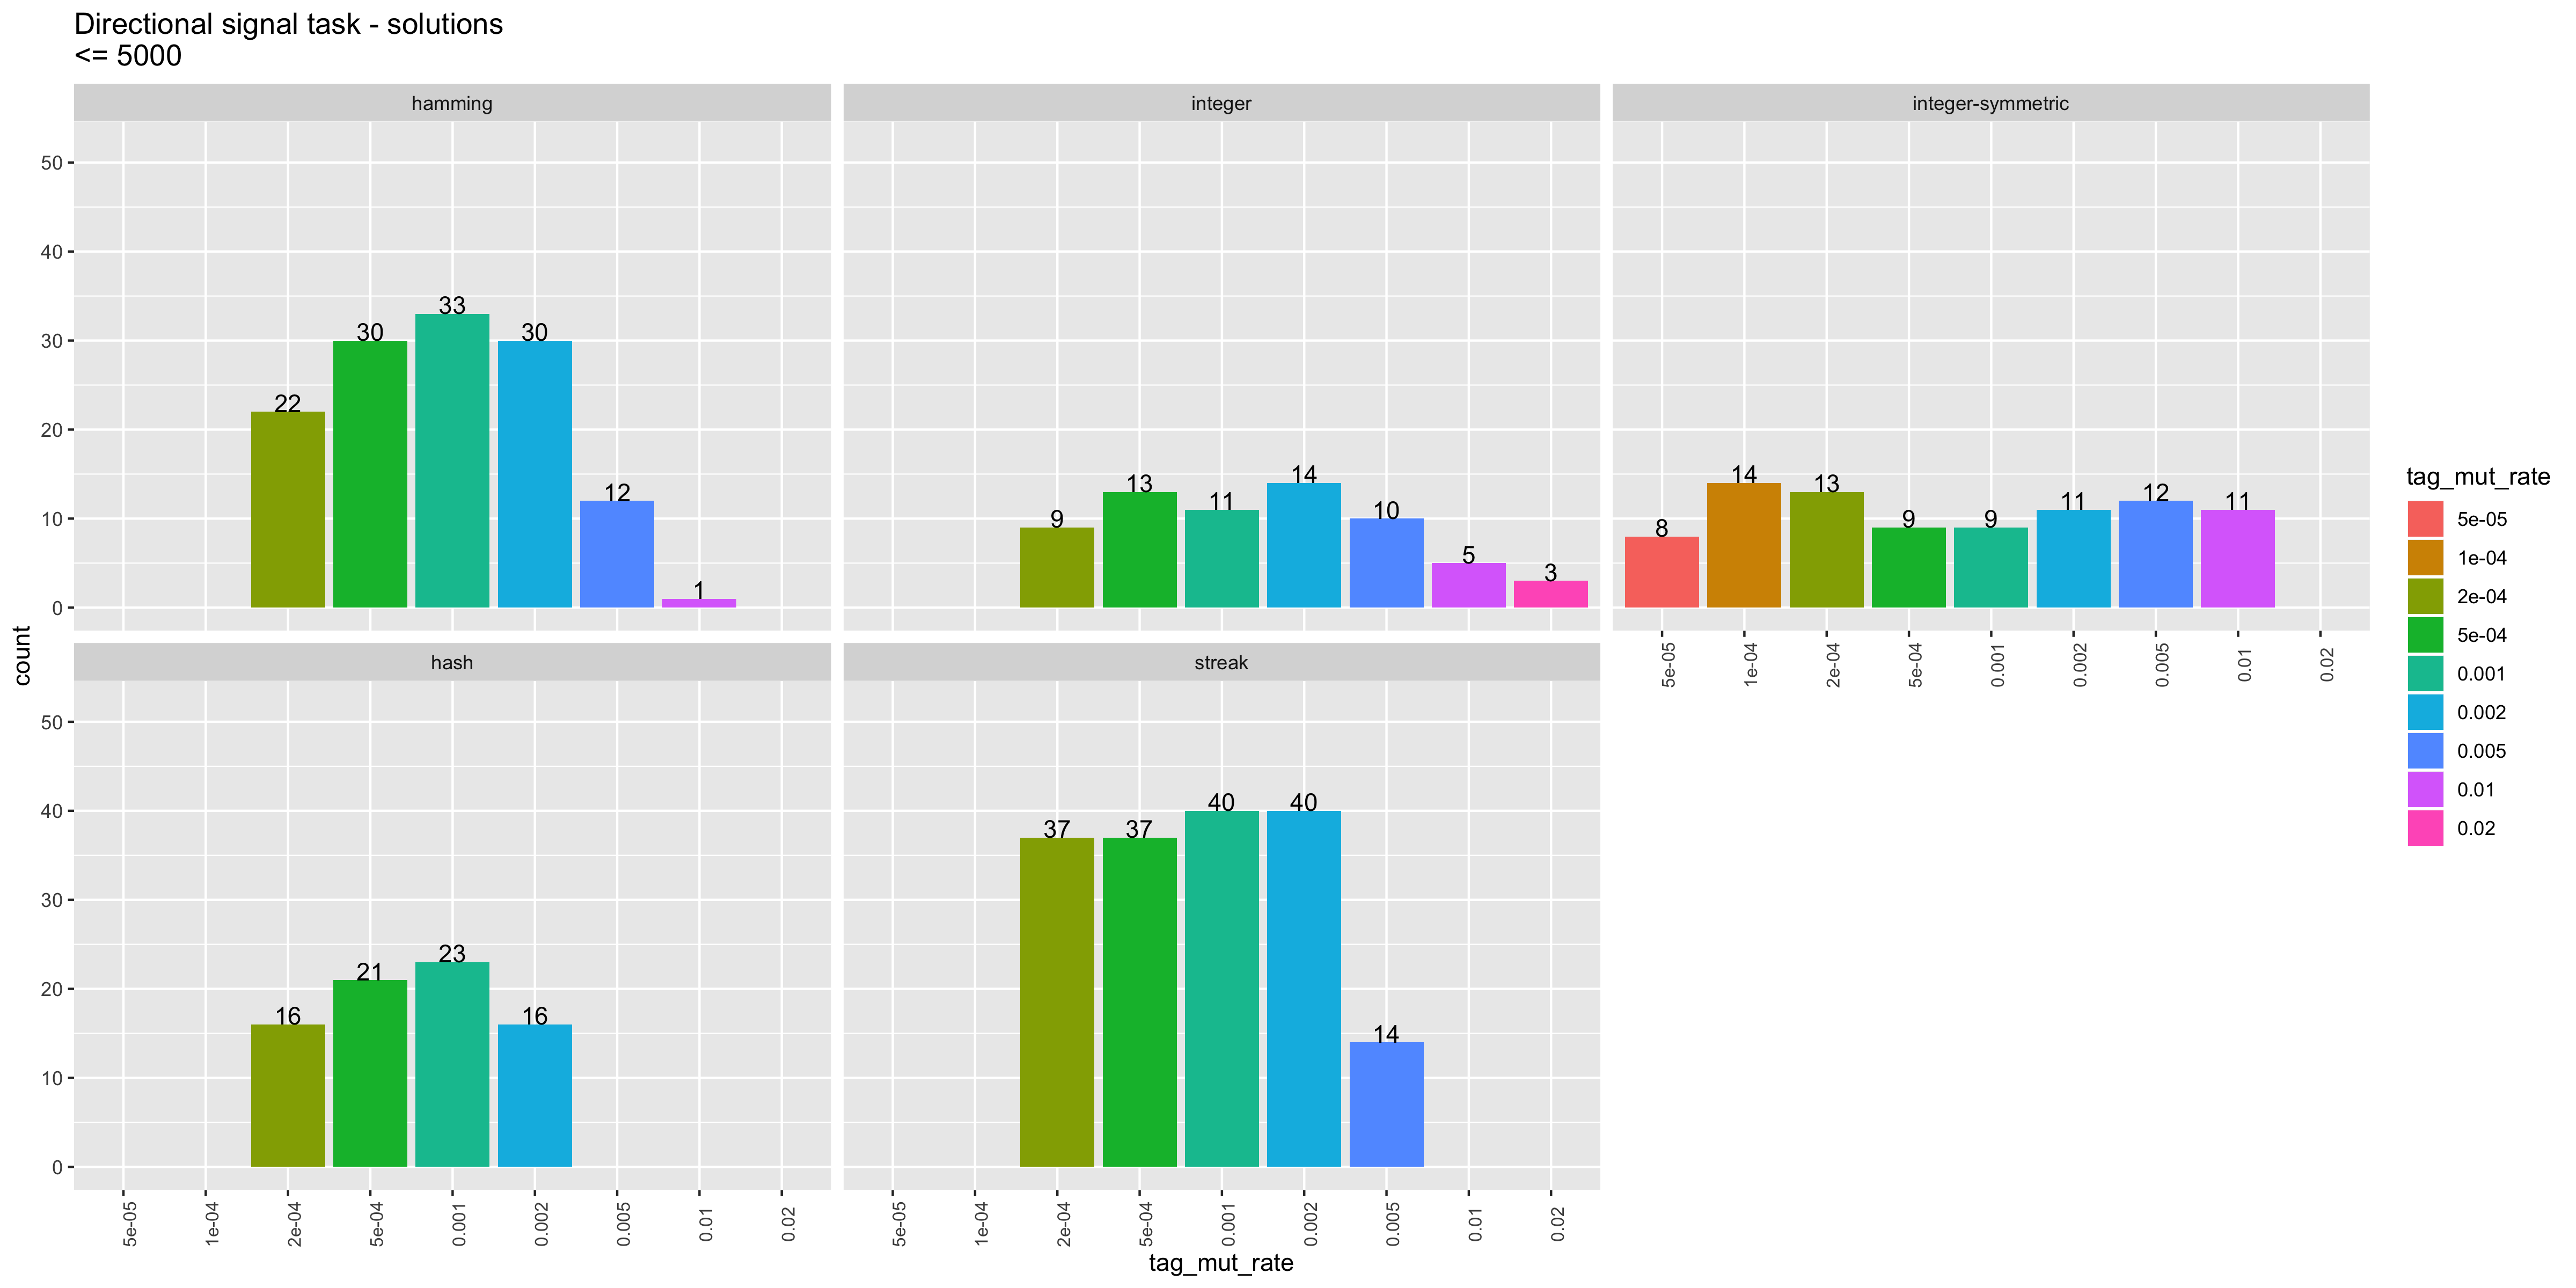 Directional signal task - solutions
<= 5000
hamming
integer
integer-symmetric
50
40
30
20
10
0
22
30
33
30
12
1
9
13
11
14
10
5
3
8
14
13
9
9
11
12
11
5e-05
1e-04
2e-04
5e-04
0.001
0.002
0.005
0.01
0.02
count
hash
streak
50
40
30
20
10
0
16
21
23
16
37
37
40
40
14
5e-05
1e-04
2e-04
5e-04
0.001
0.002
0.005
0.01
0.02
5e-05
1e-04
2e-04
5e-04
0.001
0.002
0.005
0.01
0.02
tag_mut_rate
tag_mut_rate
5e-05
1e-04
2e-04
5e-04
0.001
0.002
0.005
0.01
0.02